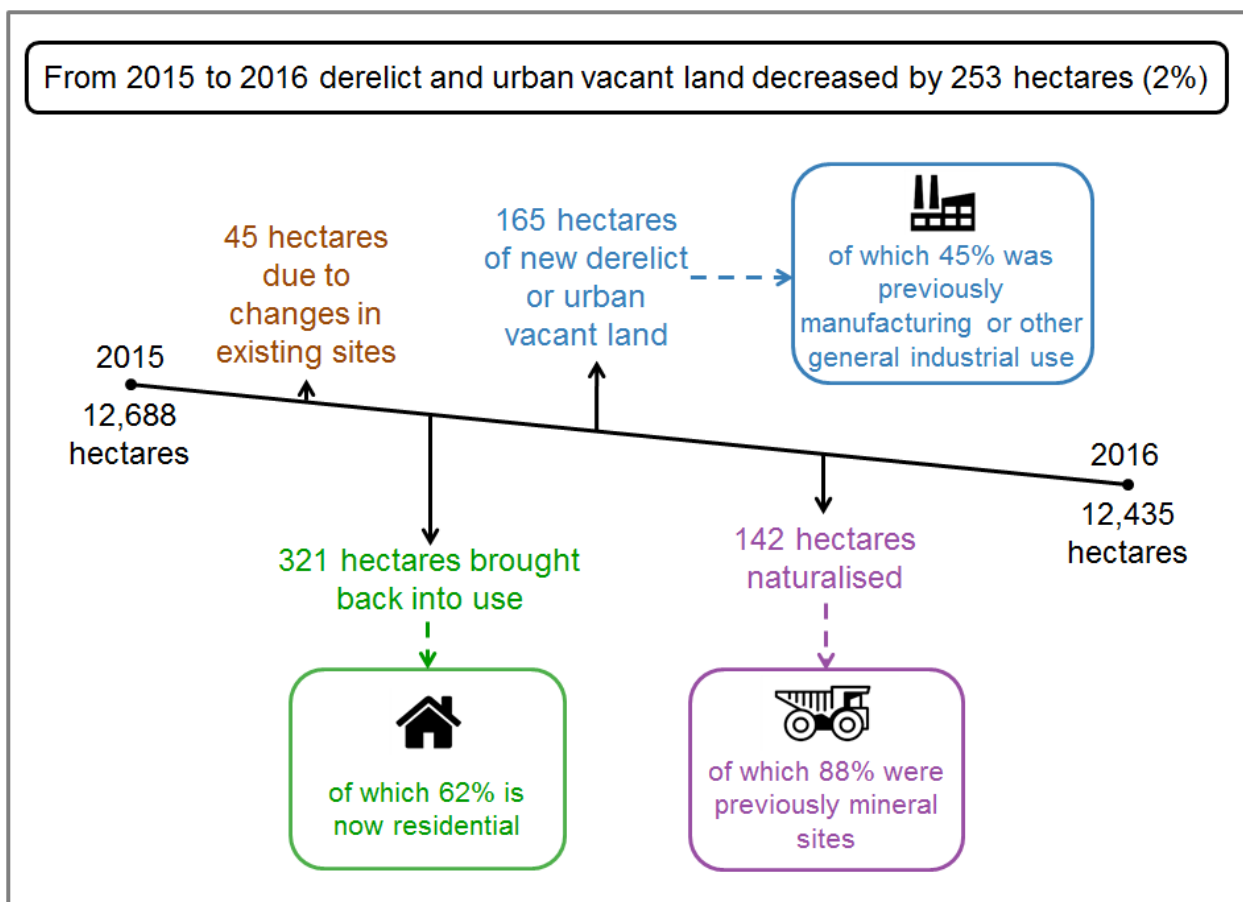 From 2015 to 2016 derelict and urban vacant land decreased by 253 hectares (2%)
2015
12,688
hectares
45 hectares
due to
changes in
existing sites
165 hectares
of new derelict
or urban
vacant land
of which 45% was
previously
manufacturing or other
general industrial use
2016
12,435
hectares
321 hectares brought
back into use
of which 62% is
now residential
142 hectares
naturalised
of which 88% were
previously mineral
sites